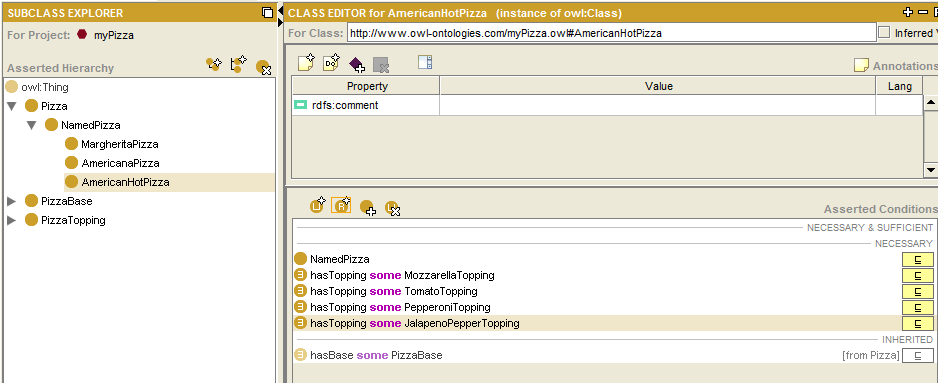 SUBCLASS EXPLORER
For Project: myPizza
Asserted Hierarchy
owl:Thing
Pizza
NamedPizza
MargheritaPizza
AmericanaPizza
AmericanHotPizza
PizzaBase
PizzaTopping
CLASS EDITOR for AmericanHotPizza (instance of owl:Class)
For Class: http://www.owl-ontologies.com/myPizza.owl#AmericanHotPizza Inferred
Annotations
Property Value Lang
rdfs:comment
Asserted Conditions
NECESSARY & SUFFICIENT
NECESSARY
NamedPizza ⊑
∃ hasTopping some MozzarellaTopping ⊑
∃ hasTopping some TomatoTopping ⊑
∃ hasTopping some PepperoniTopping ⊑
∃ hasTopping some JalapenoPepperTopping ⊑
INHERITED
∃ hasBase some PizzaBase [from Pizza] ⊑